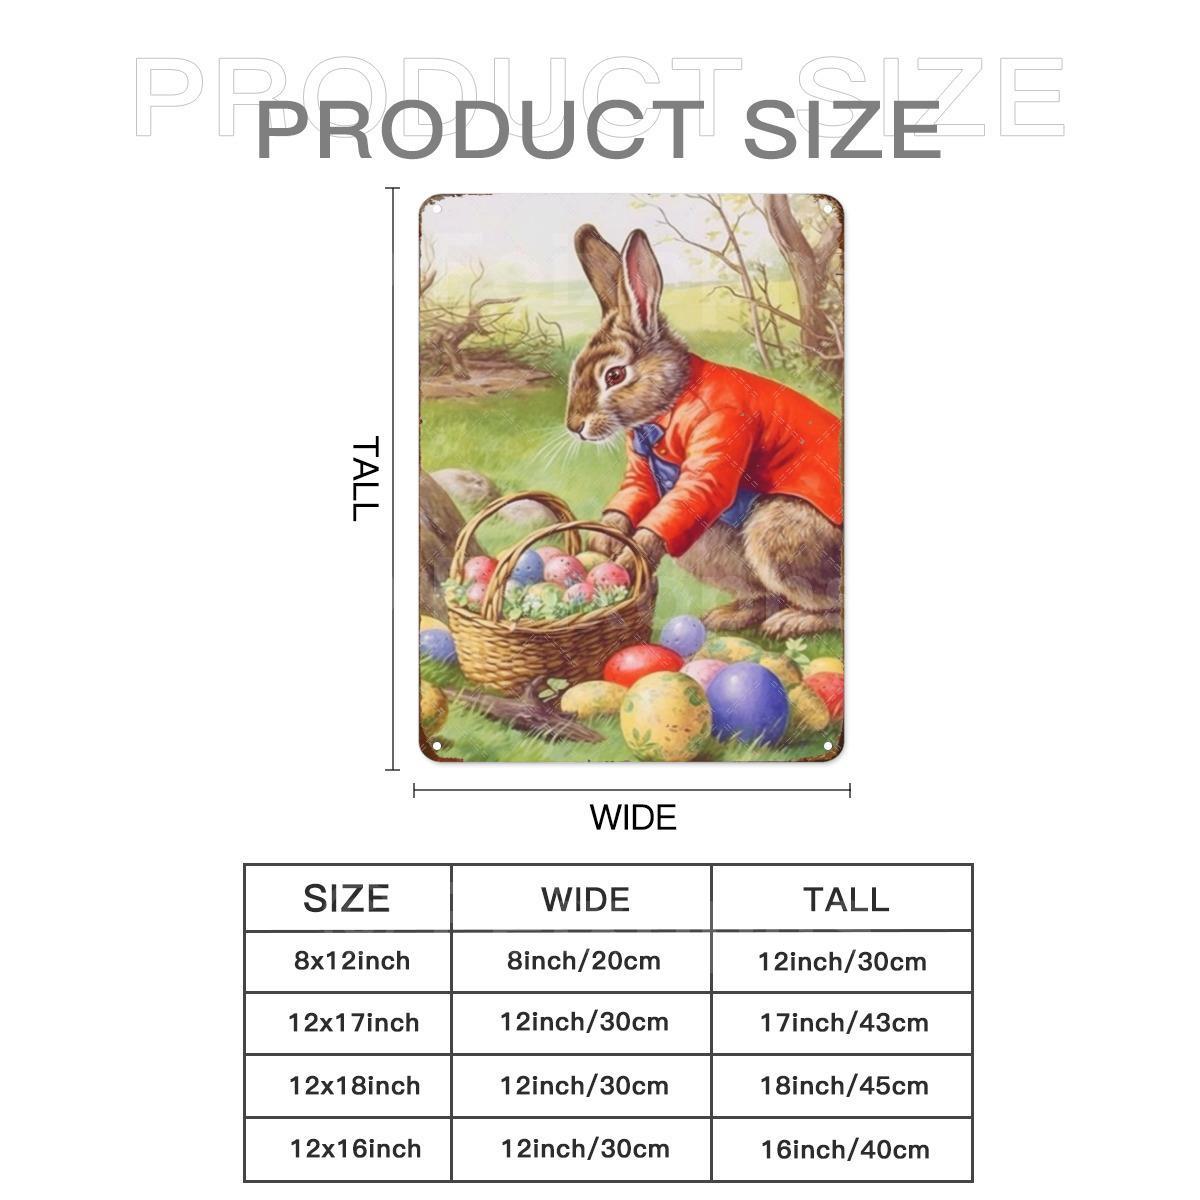 PRODUCT SIZE
PRODUCT SIZE
TALL
WIDE
SIZE WIDE TALL
8x12inch 8inch/20cm 12inch/30cm
12x17inch 12inch/30cm 17inch/43cm
12x18inch 12inch/30cm 18inch/45cm
12x16inch 12inch/30cm 16inch/40cm